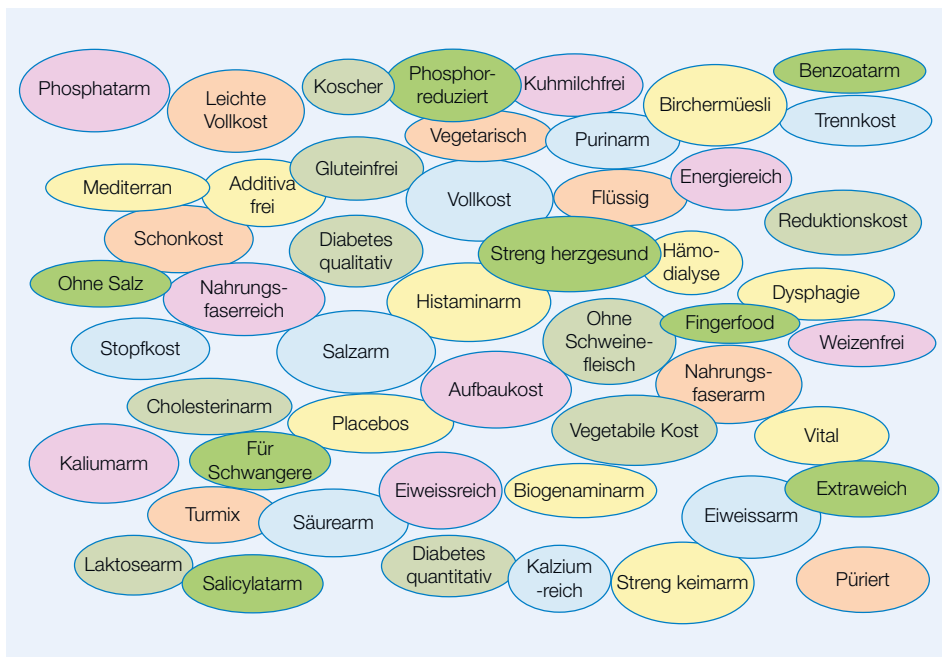 Phosphatarm
Leichte
Vollkost
Koscher
Phosphor-
reduziert
Kuhmilchfrei
Birchermüesli
Benzoatarm
Trennkost
Vegetarisch
Purinarm
Mediterran
Additiva
frei
Gluteinfrei
Vollkost
Flüssig
Energiereich
Reduktionskost
Schonkost
Diabetes
qualitativ
Streng herzgesund
Hämo-
dialyse
Ohne Salz
Nahrungs-
faserreich
Histaminarm
Dysphagie
Stopfkost
Salzarm
Ohne
Schweine-
fleisch
Fingerfood
Weizenfrei
Aufbaukost
Nahrungs-
faserarm
Cholesterinarm
Placebos
Vegetabile Kost
Vital
Kaliumarm
Für
Schwangere
Eiweissreich
Biogenaminarm
Extraweich
Turmix
Säurearm
Eiweissarm
Laktosearm
Salicylatarm
Diabetes
quantitativ
Kalzium
-reich
Streng keimarm
Püriert